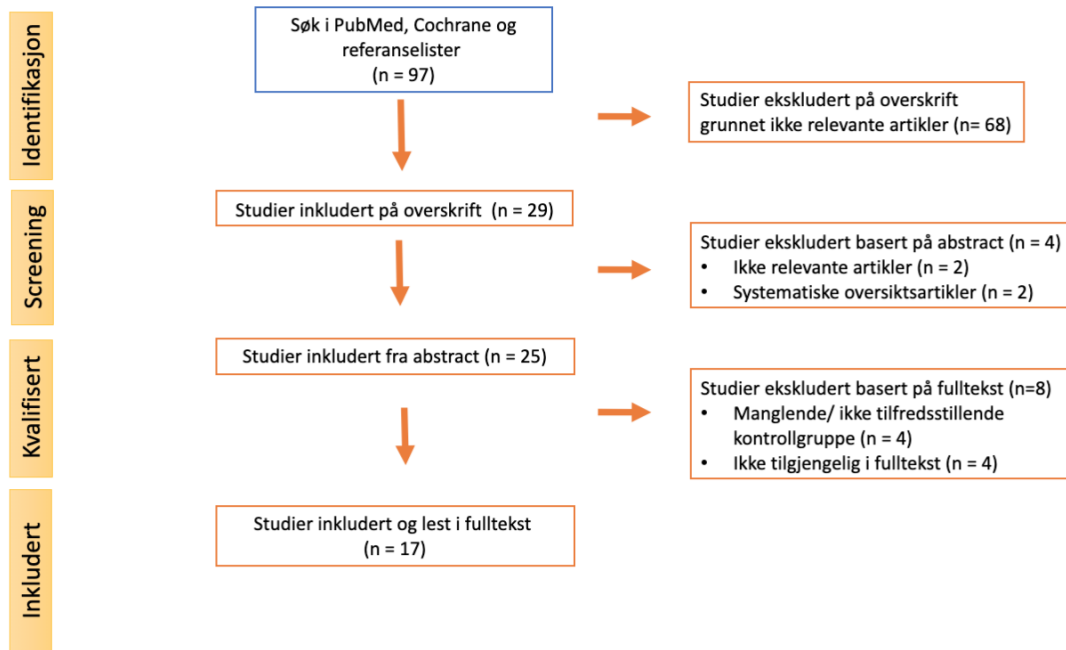 Identifikasjon
Søk i PubMed, Cochrane og
referanselister
(n = 97)
Studier ekskludert på overskrift
grunnet ikke relevante artikler (n= 68)
Screening
Studier inkludert på overskrift (n = 29)
Studier ekskludert basert på abstract (n = 4)
• Ikke relevante artikler (n = 2)
• Systematiske oversiktsartikler (n = 2)
Kvalifisert
Studier inkludert fra abstract (n = 25)
Studier ekskludert basert på fulltekst (n=8)
• Manglende/ ikke tilfredsstillende
kontrollgruppe (n = 4)
• Ikke tilgjengelig i fulltekst (n = 4)
Inkludert
Studier inkludert og lest i fulltekst
(n = 17)